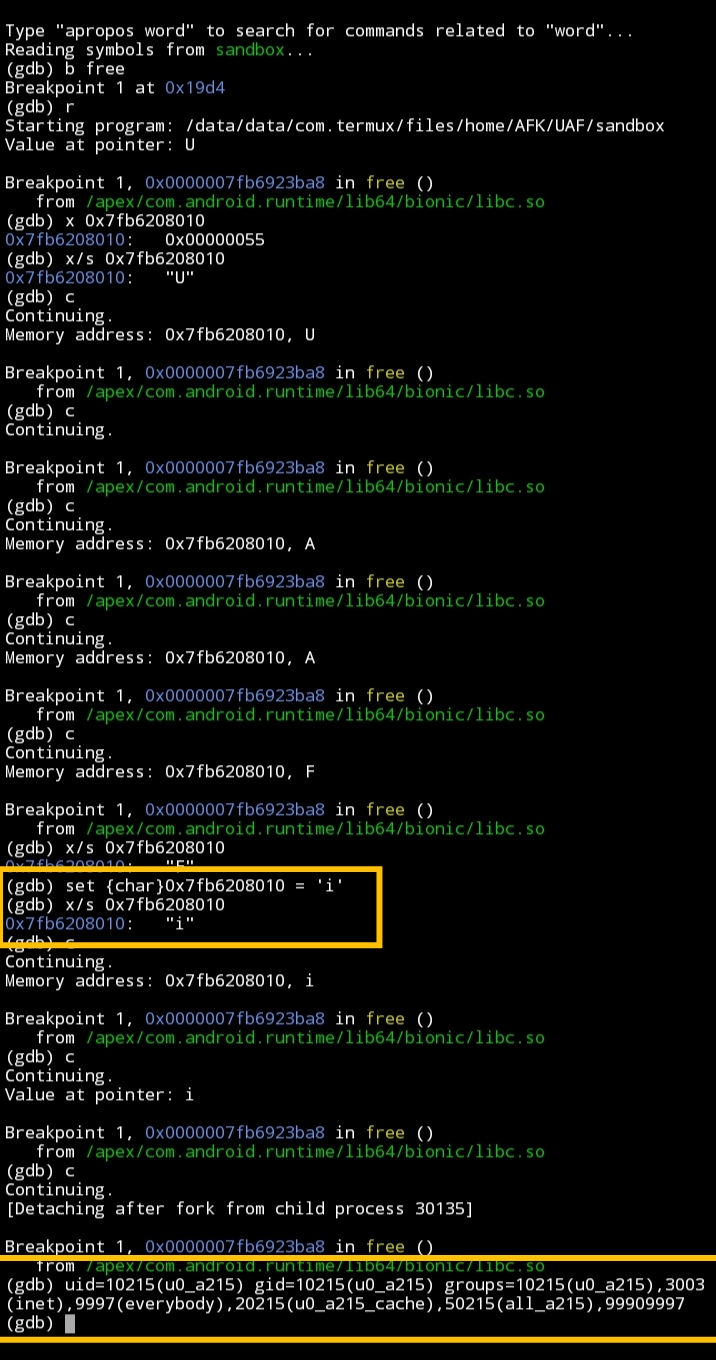 Type "apropos word" to search for commands related to "word"...
Reading symbols from sandbox...
(gdb) b free
Breakpoint 1 at 0x19d4
(gdb) r
Starting program: /data/data/com.termux/files/home/AFK/UAF/sandbox
Value at pointer: U
Breakpoint 1, 0x0000007fb6923ba8 in free ()
from /apex/com.android.runtime/lib64/bionic/libc.so
(gdb) x 0x7fb6208010
0x7fb6208010: 0x00000055
(gdb) x/s 0x7fb6208010
0x7fb6208010: "U"
(gdb) c
Continuing.
Memory address: 0x7fb6208010, U
Breakpoint 1, 0x0000007fb6923ba8 in free ()
from /apex/com.android.runtime/lib64/bionic/libc.so
(gdb) c
Continuing.
Breakpoint 1, 0x0000007fb6923ba8 in free ()
from /apex/com.android.runtime/lib64/bionic/libc.so
(gdb) c
Continuing.
Memory address: 0x7fb6208010, A
Breakpoint 1, 0x0000007fb6923ba8 in free ()
from /apex/com.android.runtime/lib64/bionic/libc.so
(gdb) c
Continuing.
Memory address: 0x7fb6208010, A
Breakpoint 1, 0x0000007fb6923ba8 in free ()
from /apex/com.android.runtime/lib64/bionic/libc.so
(gdb) c
Continuing.
Memory address: 0x7fb6208010, F
Breakpoint 1, 0x0000007fb6923ba8 in free ()
from /apex/com.android.runtime/lib64/bionic/libc.so
(gdb) x/s 0x7fb6208010
0x7fb6208010: "F"
(gdb) set {char}0x7fb6208010 = 'i'
(gdb) x/s 0x7fb6208010
0x7fb6208010: "i"
(gdb) c
Continuing.
Memory address: 0x7fb6208010, i
Breakpoint 1, 0x0000007fb6923ba8 in free ()
from /apex/com.android.runtime/lib64/bionic/libc.so
(gdb) c
Continuing.
Value at pointer: i
Breakpoint 1, 0x0000007fb6923ba8 in free ()
from /apex/com.android.runtime/lib64/bionic/libc.so
(gdb) c
Continuing.
[Detaching after fork from child process 30135]
Breakpoint 1, 0x0000007fb6923ba8 in free ()
from /apex/com.android.runtime/lib64/bionic/libc.so
(gdb) uid=10215(u0_a215) gid=10215(u0_a215) groups=10215(u0_a215),3003
(inet),9997(everybody),20215(u0_a215_cache),50215(all_a215),99909997
(gdb)